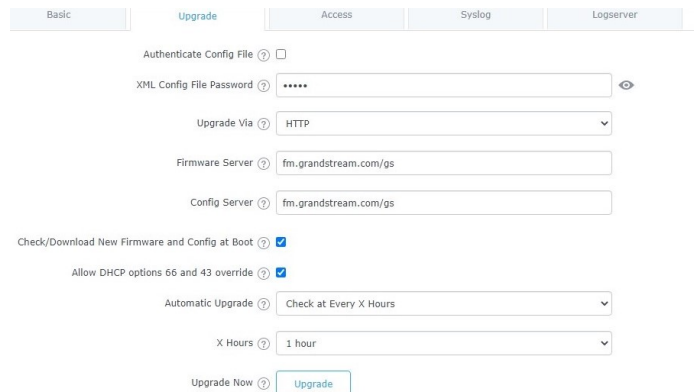 Basic Upgrade Access Syslog Logserver
Authenticate Config File ?
XML Config File Password ? •••••
Upgrade Via ? HTTP
Firmware Server ? fm.grandstream.com/gs
Config Server ? fm.grandstream.com/gs
Check/Download New Firmware and Config at Boot ?
Allow DHCP options 66 and 43 override ?
Automatic Upgrade ? Check at Every X Hours
X Hours ? 1 hour
Upgrade Now ? Upgrade